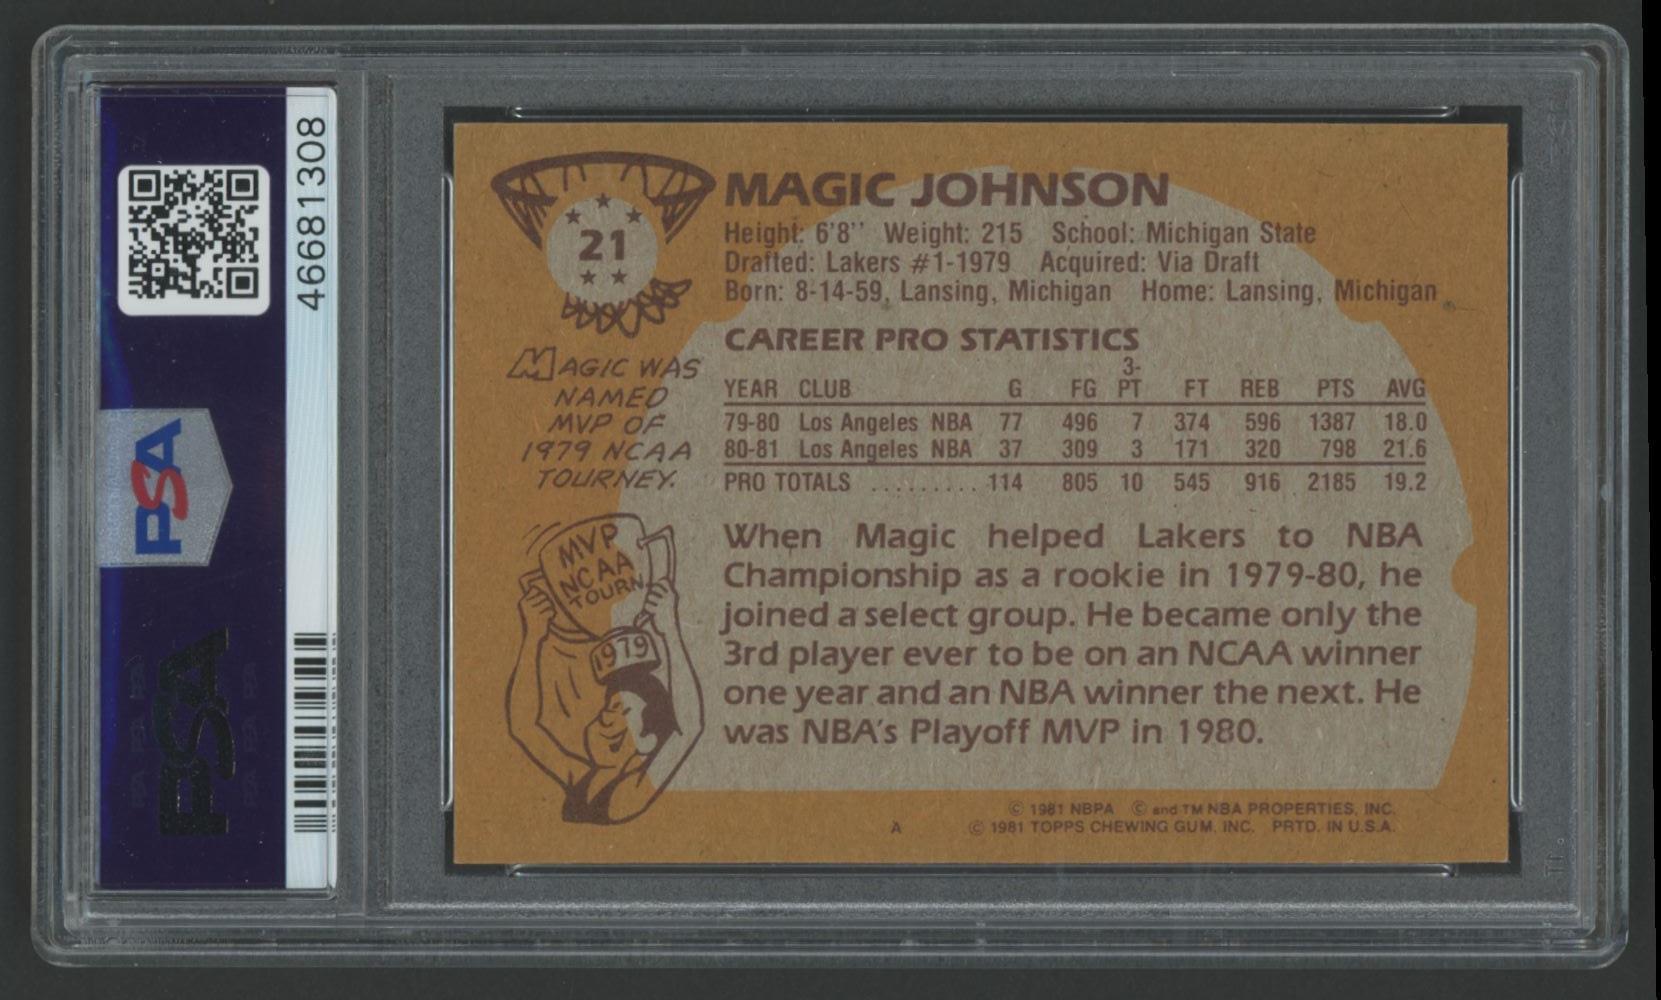 46681308
PSA
PSA
21
MAGIC JOHNSON
Height: 6'8'' Weight: 215 School: Michigan State
Drafted: Lakers #1-1979 Acquired: Via Draft
Born: 8-14-59, Lansing, Michigan Home: Lansing, Michigan
MAGIC WAS
NAMED
MVP OF
1979 NCAA
TOURNEY.
MVP
NCAA
TOURN.
1979
CAREER PRO STATISTICS
YEAR CLUB G FG 3-PT FT REB PTS AVG
79-80 Los Angeles NBA 77 496 7 374 596 1387 18.0
80-81 Los Angeles NBA 37 309 3 171 320 798 21.6
PRO TOTALS ......... 114 805 10 545 916 2185 19.2
When Magic helped Lakers to NBA
Championship as a rookie in 1979-80, he
joined a select group. He became only the
3rd player ever to be on an NCAA winner
one year and an NBA winner the next. He
was NBA's Playoff MVP in 1980.
© 1981 NBPA © and TM NBA PROPERTIES, INC.
A © 1981 TOPPS CHEWING GUM, INC. PRTD. IN U.S.A.